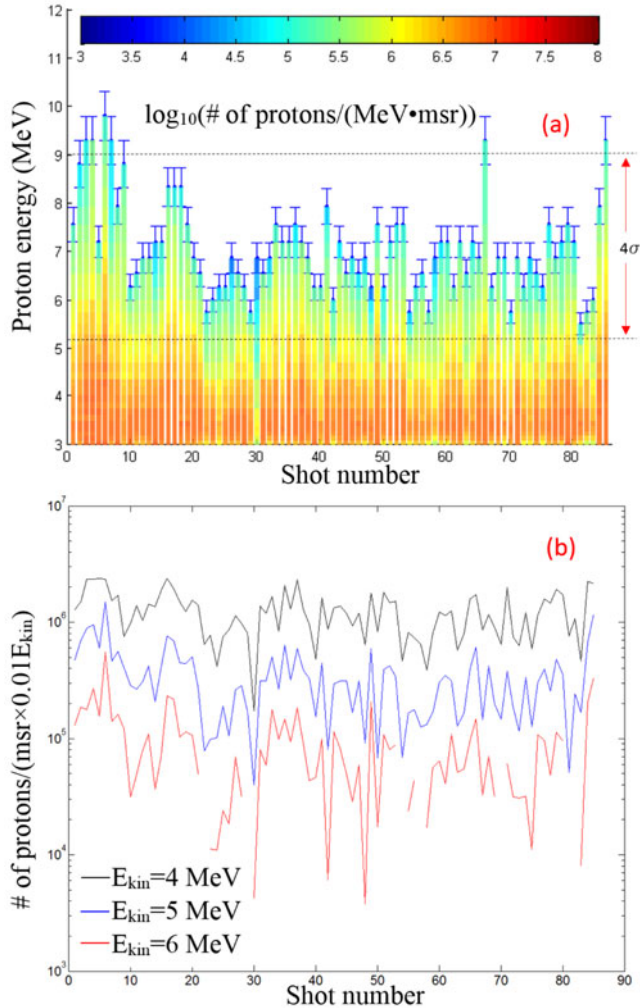 12
11
10
9
8
7
6
5
4
3
Proton energy (MeV)
3 3.5 4 4.5 5 5.5 6 6.5 7 7.5 8
log10(# of protons/(MeV•msr))
(a)
4σ
0 10 20 30 40 50 60 70 80
Shot number
10^7
10^6
10^5
10^4
10^3
# of protons/(msr×0.01Ekin)
(b)
Ekin=4 MeV
Ekin=5 MeV
Ekin=6 MeV
0 10 20 30 40 50 60 70 80 90
Shot number